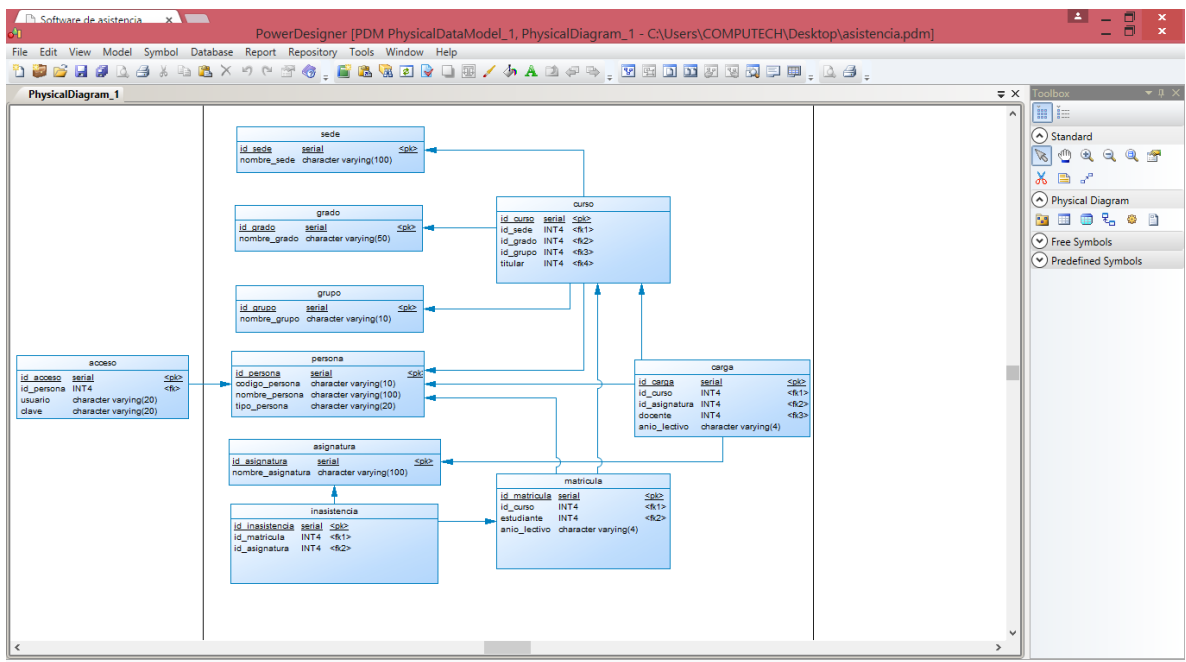 Software de asistencia
PowerDesigner [PDM PhysicalDataModel_1, PhysicalDiagram_1 - C:\Users\COMPUTECH\Desktop\asistencia.pdm]
File Edit View Model Symbol Database Report Repository Tools Window Help
PhysicalDiagram_1
Toolbox
Standard
Physical Diagram
Free Symbols
Predefined Symbols
sede
id_sede serial <pk>
nombre_sede character varying(100)
grado
id_grado serial <pk>
nombre_grado character varying(50)
curso
id_curso serial <pk>
id_sede INT4 <fk1>
id_grado INT4 <fk2>
id_grupo INT4 <fk3>
titular INT4 <fk4>
grupo
id_grupo serial <pk>
nombre_grupo character varying(10)
acceso
id_acceso serial <pk>
id_persona INT4 <fk>
usuario character varying(20)
clave character varying(20)
persona
id_persona serial <pk
codigo_persona character varying(10)
nombre_persona character varying(100)
tipo_persona character varying(20)
carga
id_carga serial <pk>
id_curso INT4 <fk1>
id_asignatura INT4 <fk2>
docente INT4 <fk3>
anio_lectivo character varying(4)
asignatura
id_asignatura serial <pk>
nombre_asignatura character varying(100)
matricula
id_matricula serial <pk>
id_curso INT4 <fk1>
estudiante INT4 <fk2>
anio_lectivo character varying(4)
inasistencia
id_inasistencia serial <pk>
id_matricula INT4 <fk1>
id_asignatura INT4 <fk2>